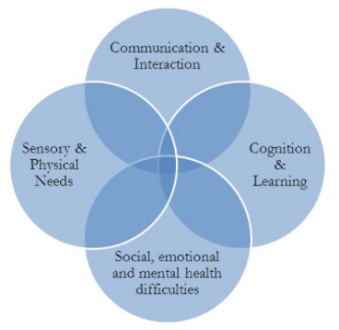 Communication &
Interaction
Sensory &
Physical
Needs
Cognition
&
Learning
Social, emotional
and mental health
difficulties